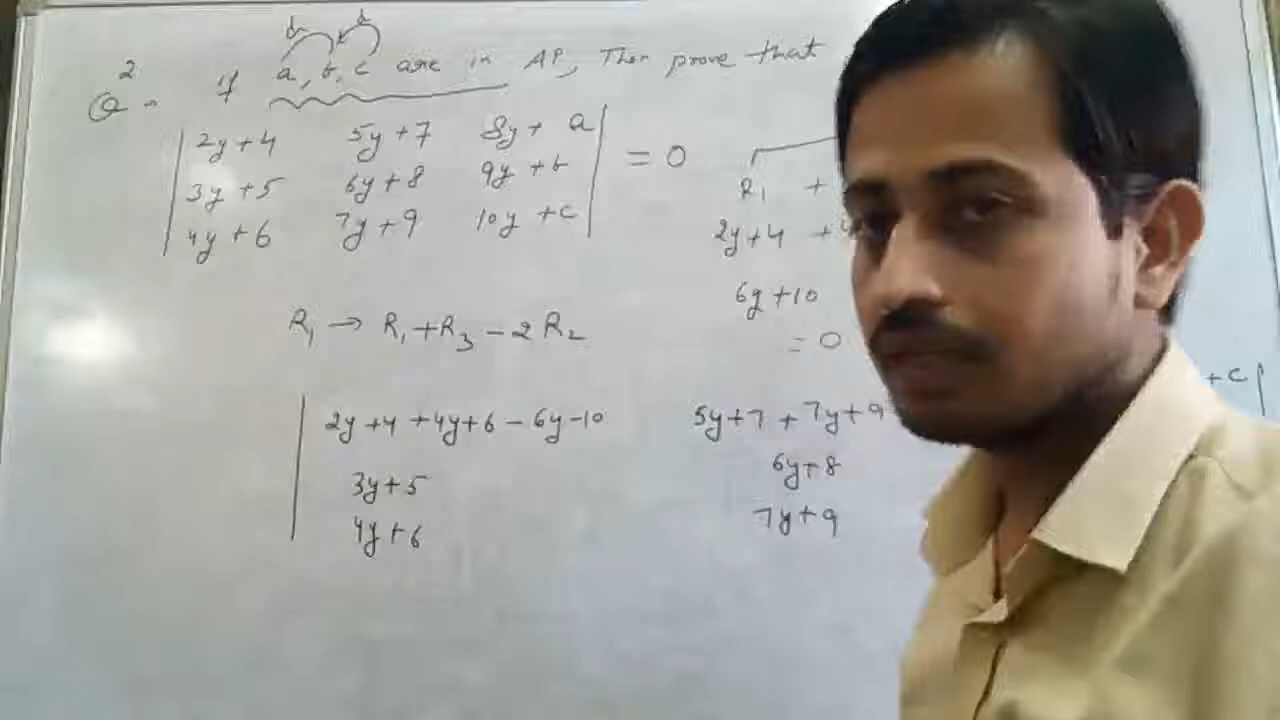 d d
2
Q. If a, b, c are in AP, Then prove that
2y+4 5y+7 8y+ a
3y+5 6y+8 9y+b = 0
4y+6 7y+9 10y+c
R₁ +
2y+4 +4
6y+10
= 0
R₁ → R₁+R₃-2R₂
+c
2y+4+4y+6-6y-10 5y+7+7y+9
3y+5 6y+8
4y+6 7y+9